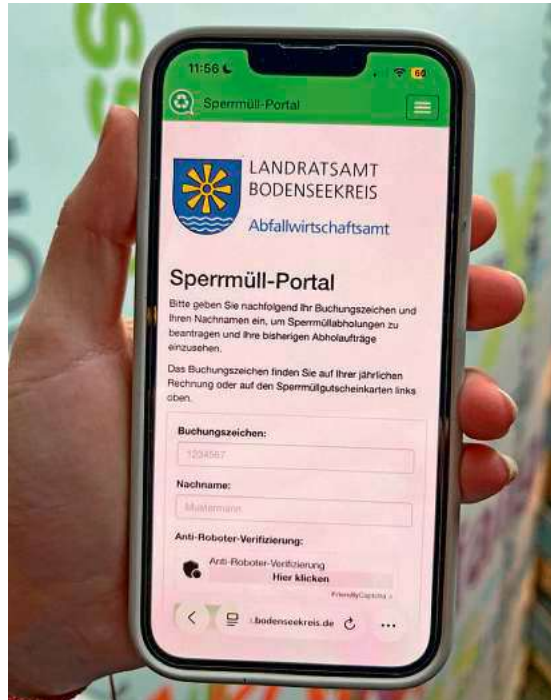 11:56
60
Sperrmüll-Portal
LANDRATSAMT
BODENSEEKREIS
Abfallwirtschaftsamt
Sperrmüll-Portal
Bitte geben Sie nachfolgend Ihr Buchungszeichen und
Ihren Nachnamen ein, um Sperrmüllabholungen zu
beantragen und Ihre bisherigen Abholaufträge
einzusehen.
Das Buchungszeichen finden Sie auf Ihrer jährlichen
Rechnung oder auf den Sperrmüllgutscheinkarten links
oben.
Buchungszeichen:
1234567
Nachname:
Mustermann
Anti-Roboter-Verifizierung:
Anti-Roboter-Verifizierung
Hier klicken
FriendlyCaptcha
.bodenseekreis.de